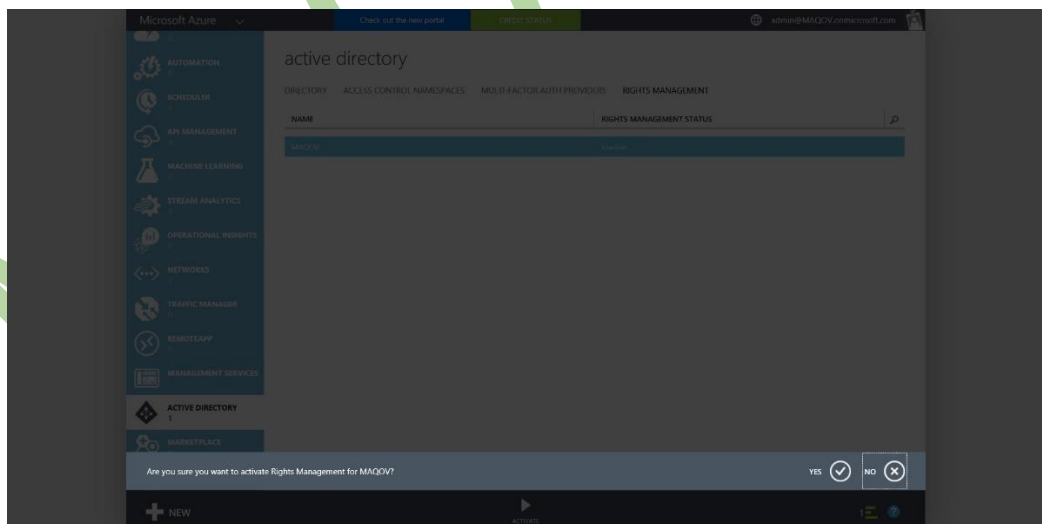 Microsoft Azure
Check out the new portal
CREDIT STATUS
admin@MAQOV.onmicrosoft.com
AUTOMATION
0
SCHEDULER
API MANAGEMENT
MACHINE LEARNING
STREAM ANALYTICS
OPERATIONAL INSIGHTS
NETWORKS
TRAFFIC MANAGER
REMOTEAPP
MANAGEMENT SERVICES
ACTIVE DIRECTORY
1
MARKETPLACE
active directory
DIRECTORY ACCESS CONTROL NAMESPACES MULTI-FACTOR AUTH PROVIDERS RIGHTS MANAGEMENT
NAME RIGHTS MANAGEMENT STATUS
MAQOV Inactive
Are you sure you want to activate Rights Management for MAQOV? YES NO
NEW ACTIVATE 1 ?